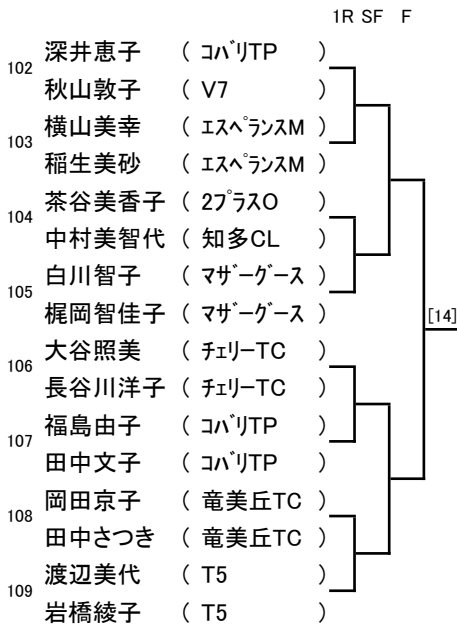 1R SF F
102 深井恵子 ( コバリTP )
秋山敦子 ( V7 )
103 横山美幸 ( エスペランスM )
稲生美砂 ( エスペランスM )
104 茶谷美香子 ( 2プラスO )
中村美智代 ( 知多CL )
105 白川智子 ( マザーグース )
梶岡智佳子 ( マザーグース )
[14]
106 大谷照美 ( チェリーTC )
長谷川洋子 ( チェリーTC )
107 福島由子 ( コバリTP )
田中文子 ( コバリTP )
108 岡田京子 ( 竜美丘TC )
田中さつき ( 竜美丘TC )
109 渡辺美代 ( T5 )
岩橋綾子 ( T5 )